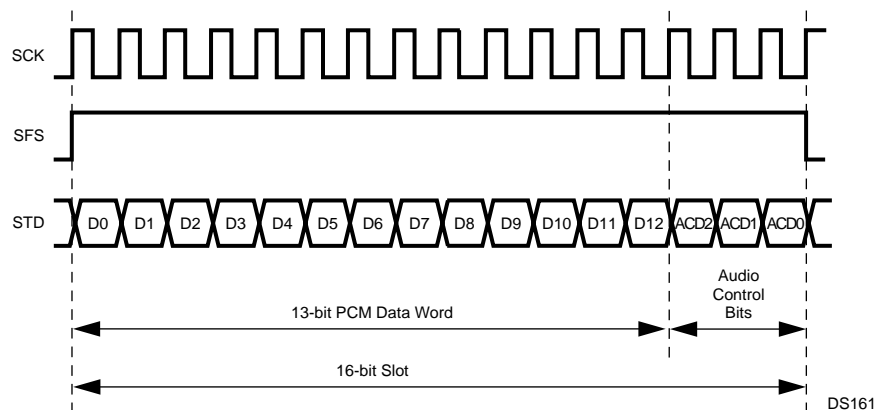 SCK
SFS
STD
D0 D1 D2 D3 D4 D5 D6 D7 D8 D9 D10 D11 D12 ACD2 ACD1 ACD0
13-bit PCM Data Word
Audio
Control
Bits
16-bit Slot
DS161